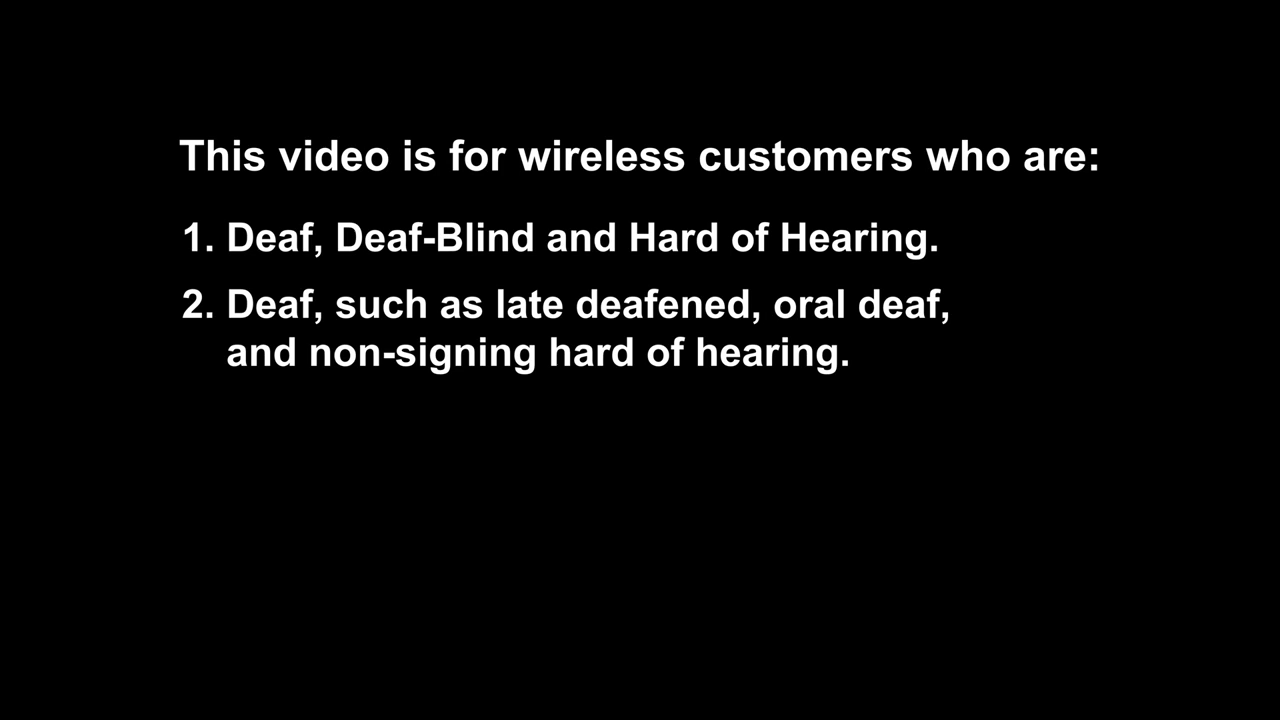 This video is for wireless customers who are:
1. Deaf, Deaf-Blind and Hard of Hearing.
2. Deaf, such as late deafened, oral deaf,
and non-signing hard of hearing.